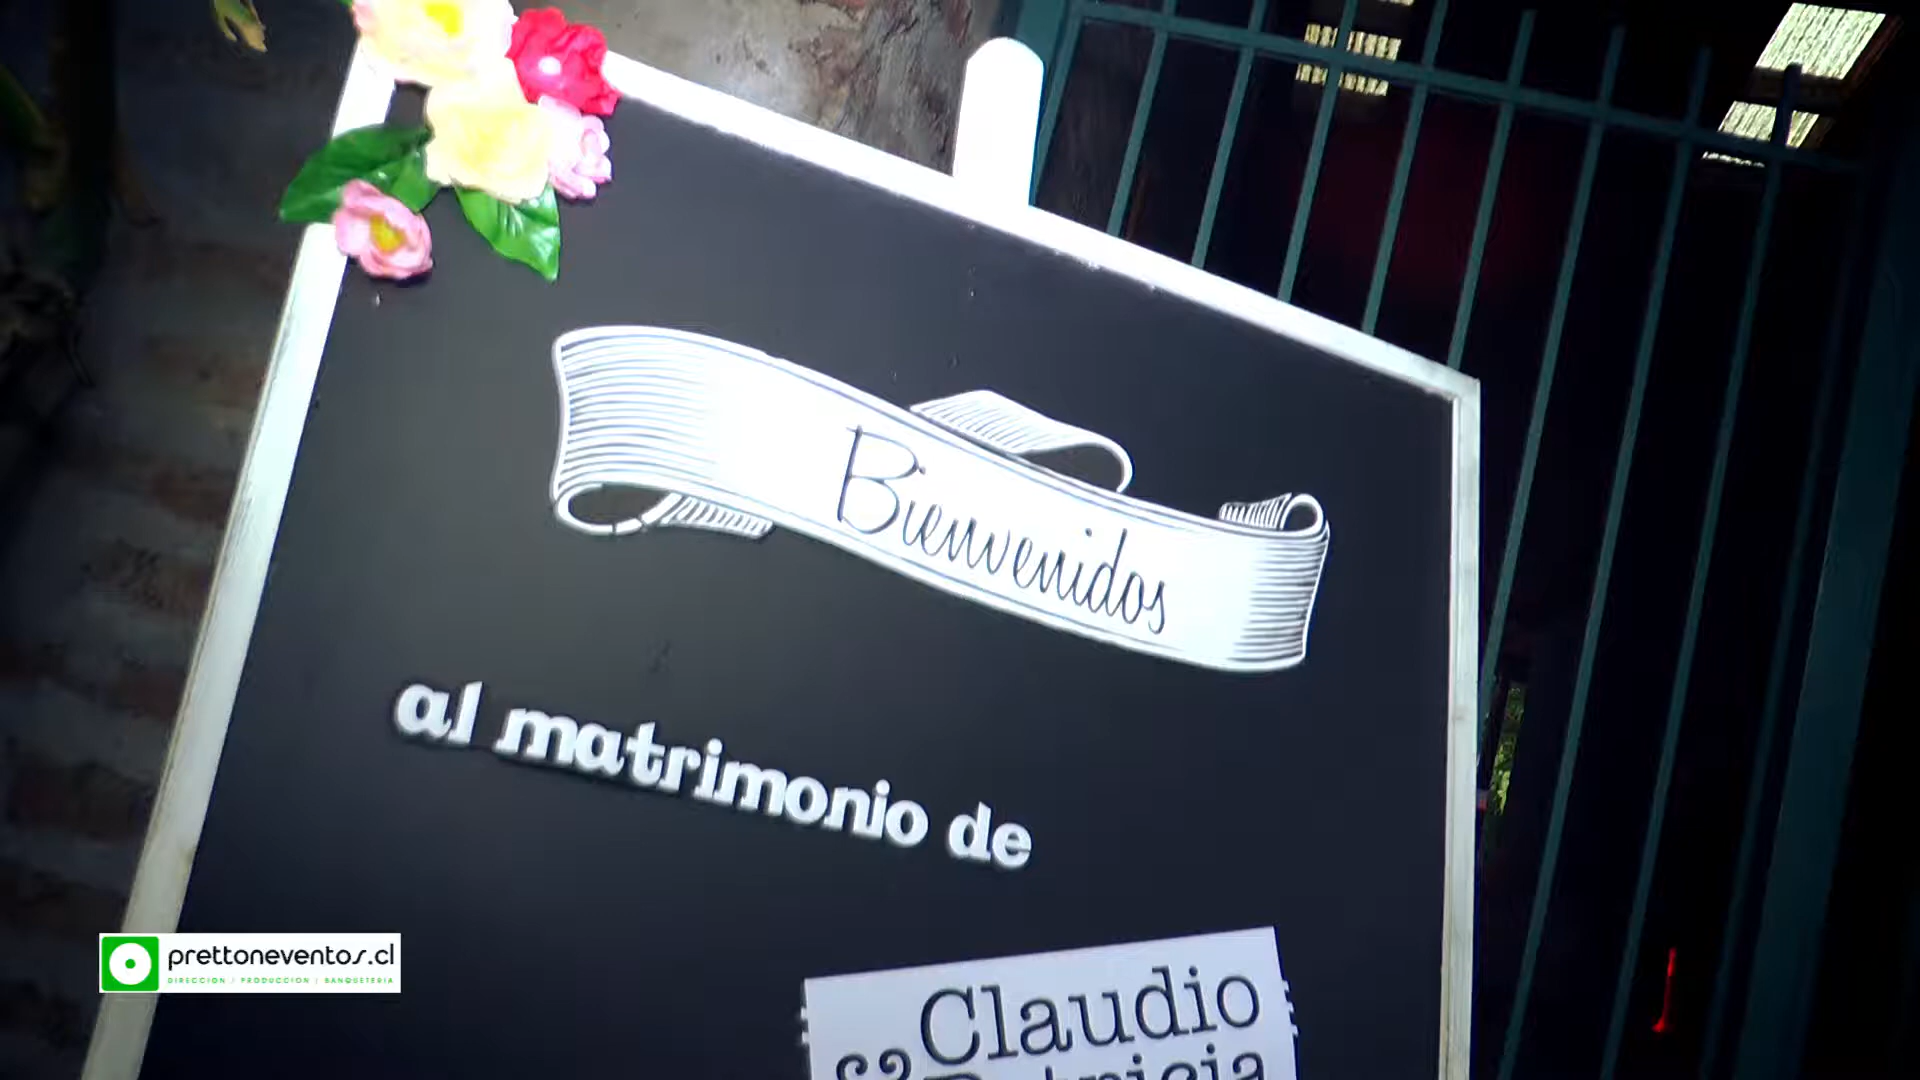 Bienvenidos
al matrimonio de
Claudio
&
prettoneventos.cl
DIRECCION / PRODUCCION / BANQUETERIA